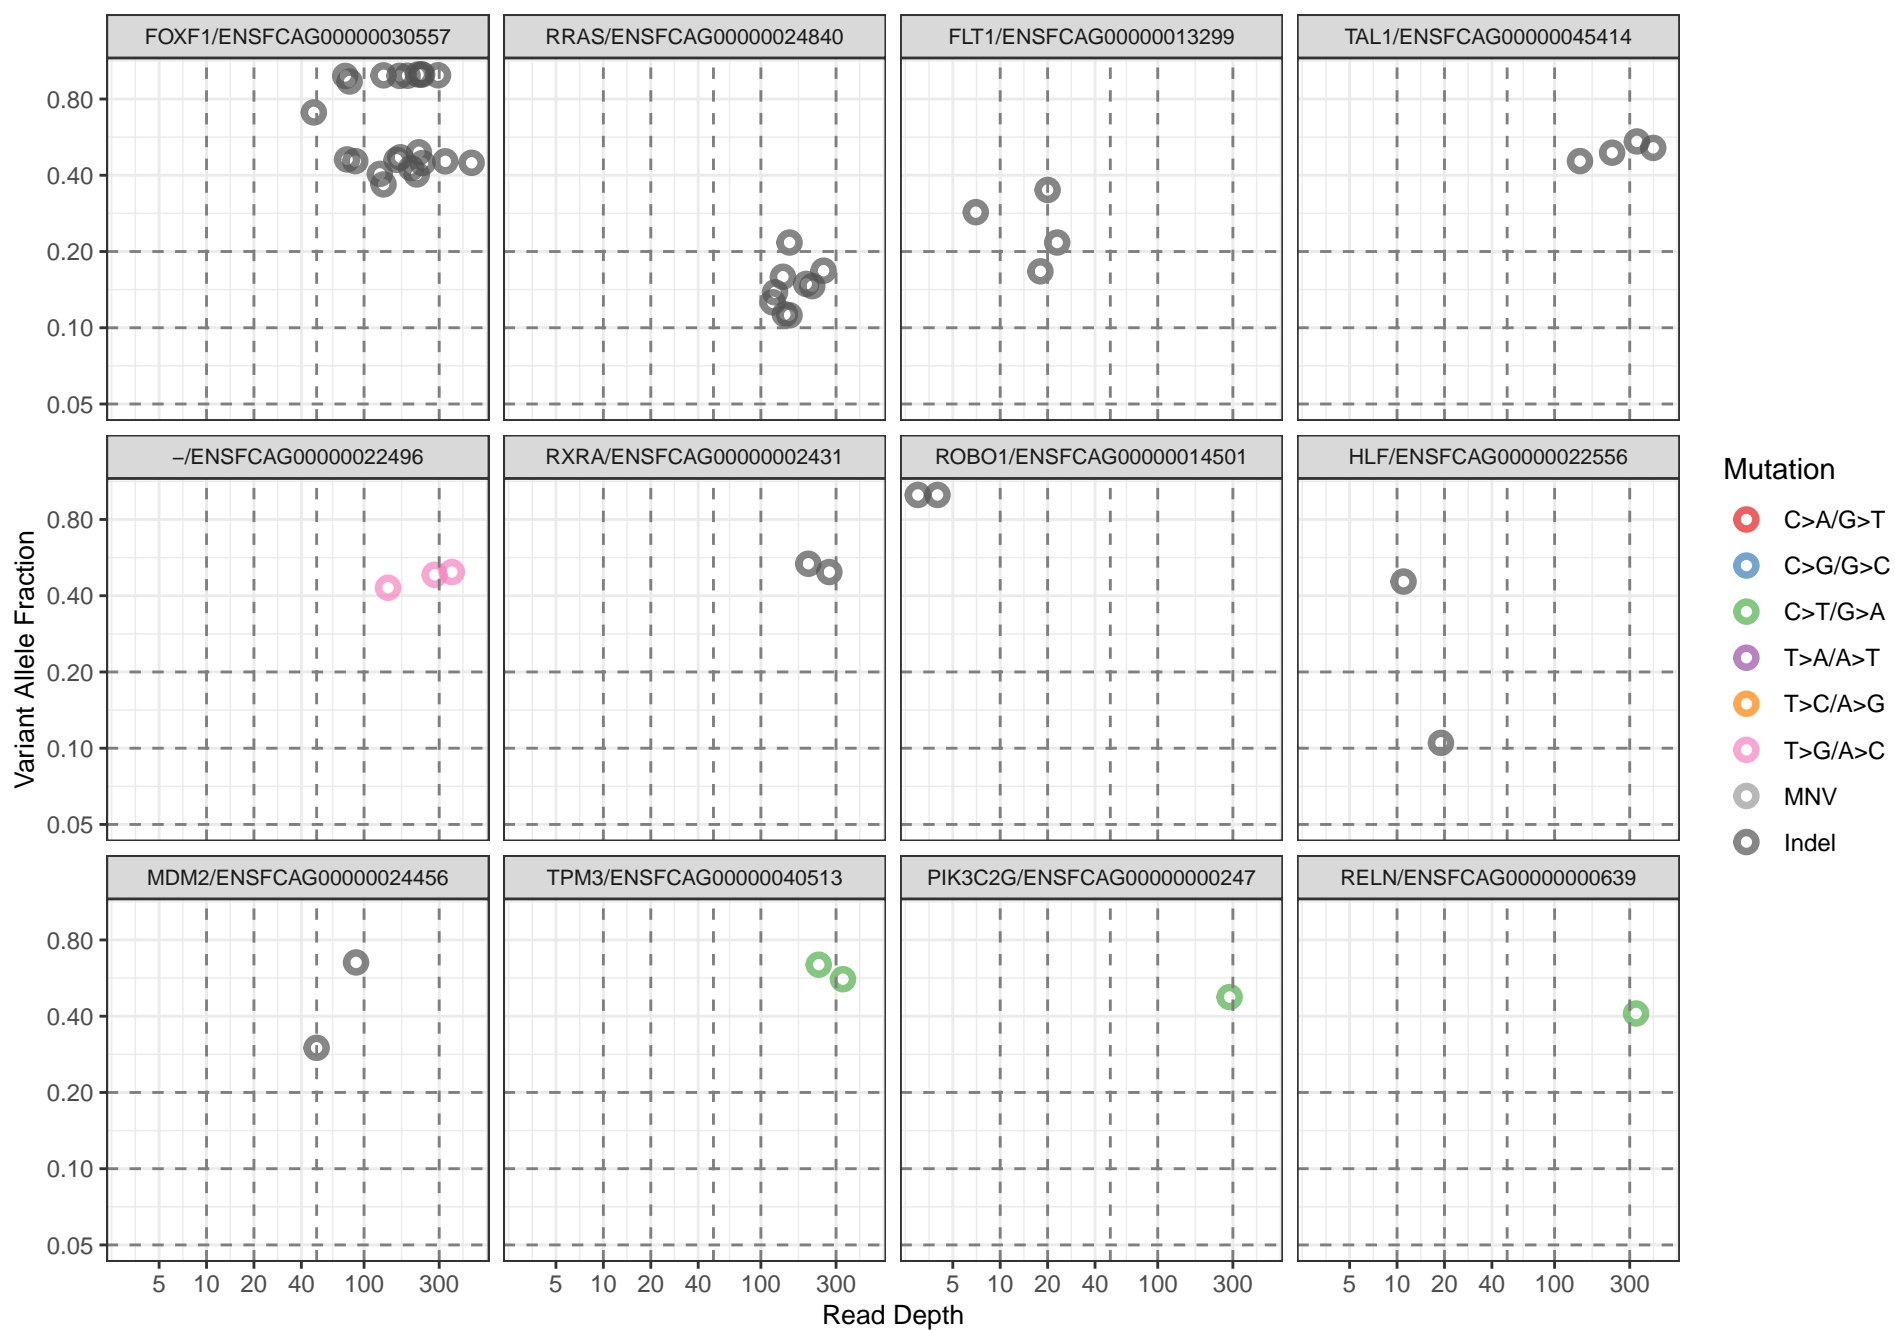 FOXF1/ENSFCAG00000030557 RRAS/ENSFCAG00000024840 FLT1/ENSFCAG00000013299 TAL1/ENSFCAG00000045414
0.80
0.40
0.20
0.10
0.05
–/ENSFCAG00000022496 RXRA/ENSFCAG00000002431 ROBO1/ENSFCAG00000014501 HLF/ENSFCAG00000022556
0.80
0.40
0.20
0.10
0.05
MDM2/ENSFCAG00000024456 TPM3/ENSFCAG00000040513 PIK3C2G/ENSFCAG00000000247 RELN/ENSFCAG00000000639
0.80
0.40
0.20
0.10
0.05
5 10 20 40 100 300 5 10 20 40 100 300 5 10 20 40 100 300 5 10 20 40 100 300
Read Depth
Variant Allele Fraction
Mutation
C>A/G>T
C>G/G>C
C>T/G>A
T>A/A>T
T>C/A>G
T>G/A>C
MNV
Indel